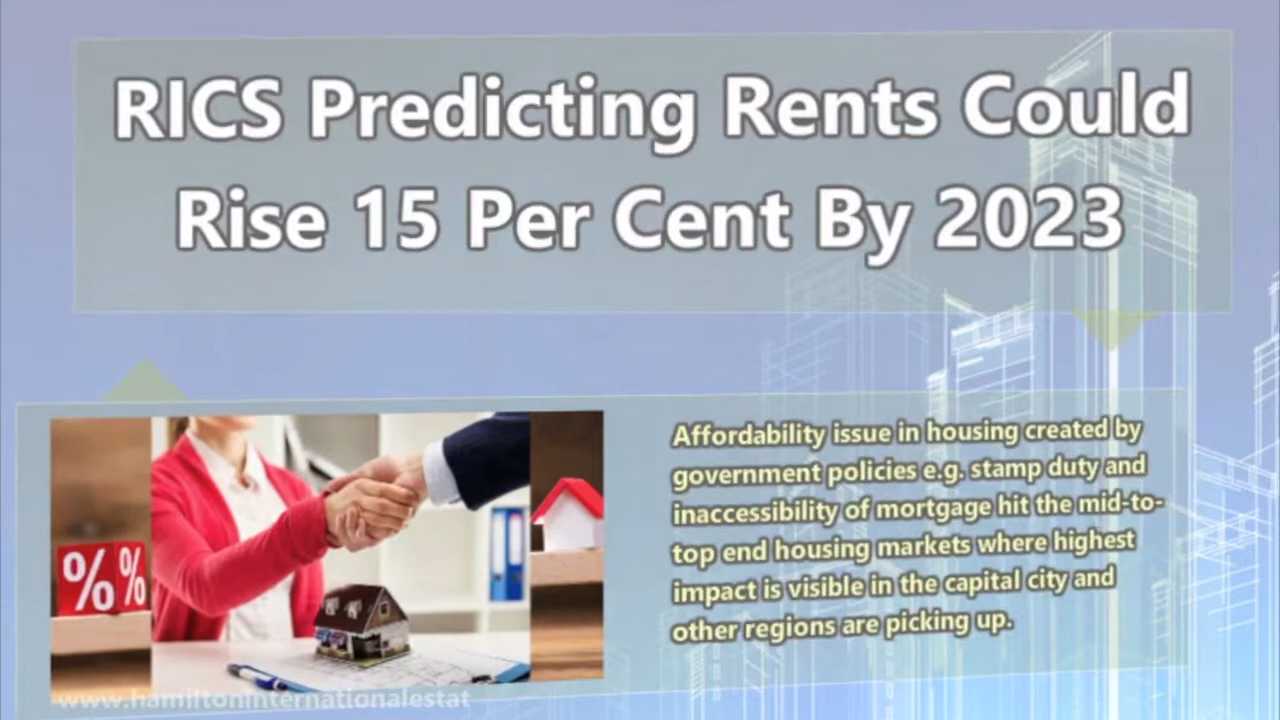 RICS Predicting Rents Could
Rise 15 Per Cent By 2023
Affordability issue in housing created by
government policies e.g. stamp duty and
inaccessibility of mortgage hit the mid-to-
top end housing markets where highest
impact is visible in the capital city and
other regions are picking up.
% %
www.hamiltoninternationalestat